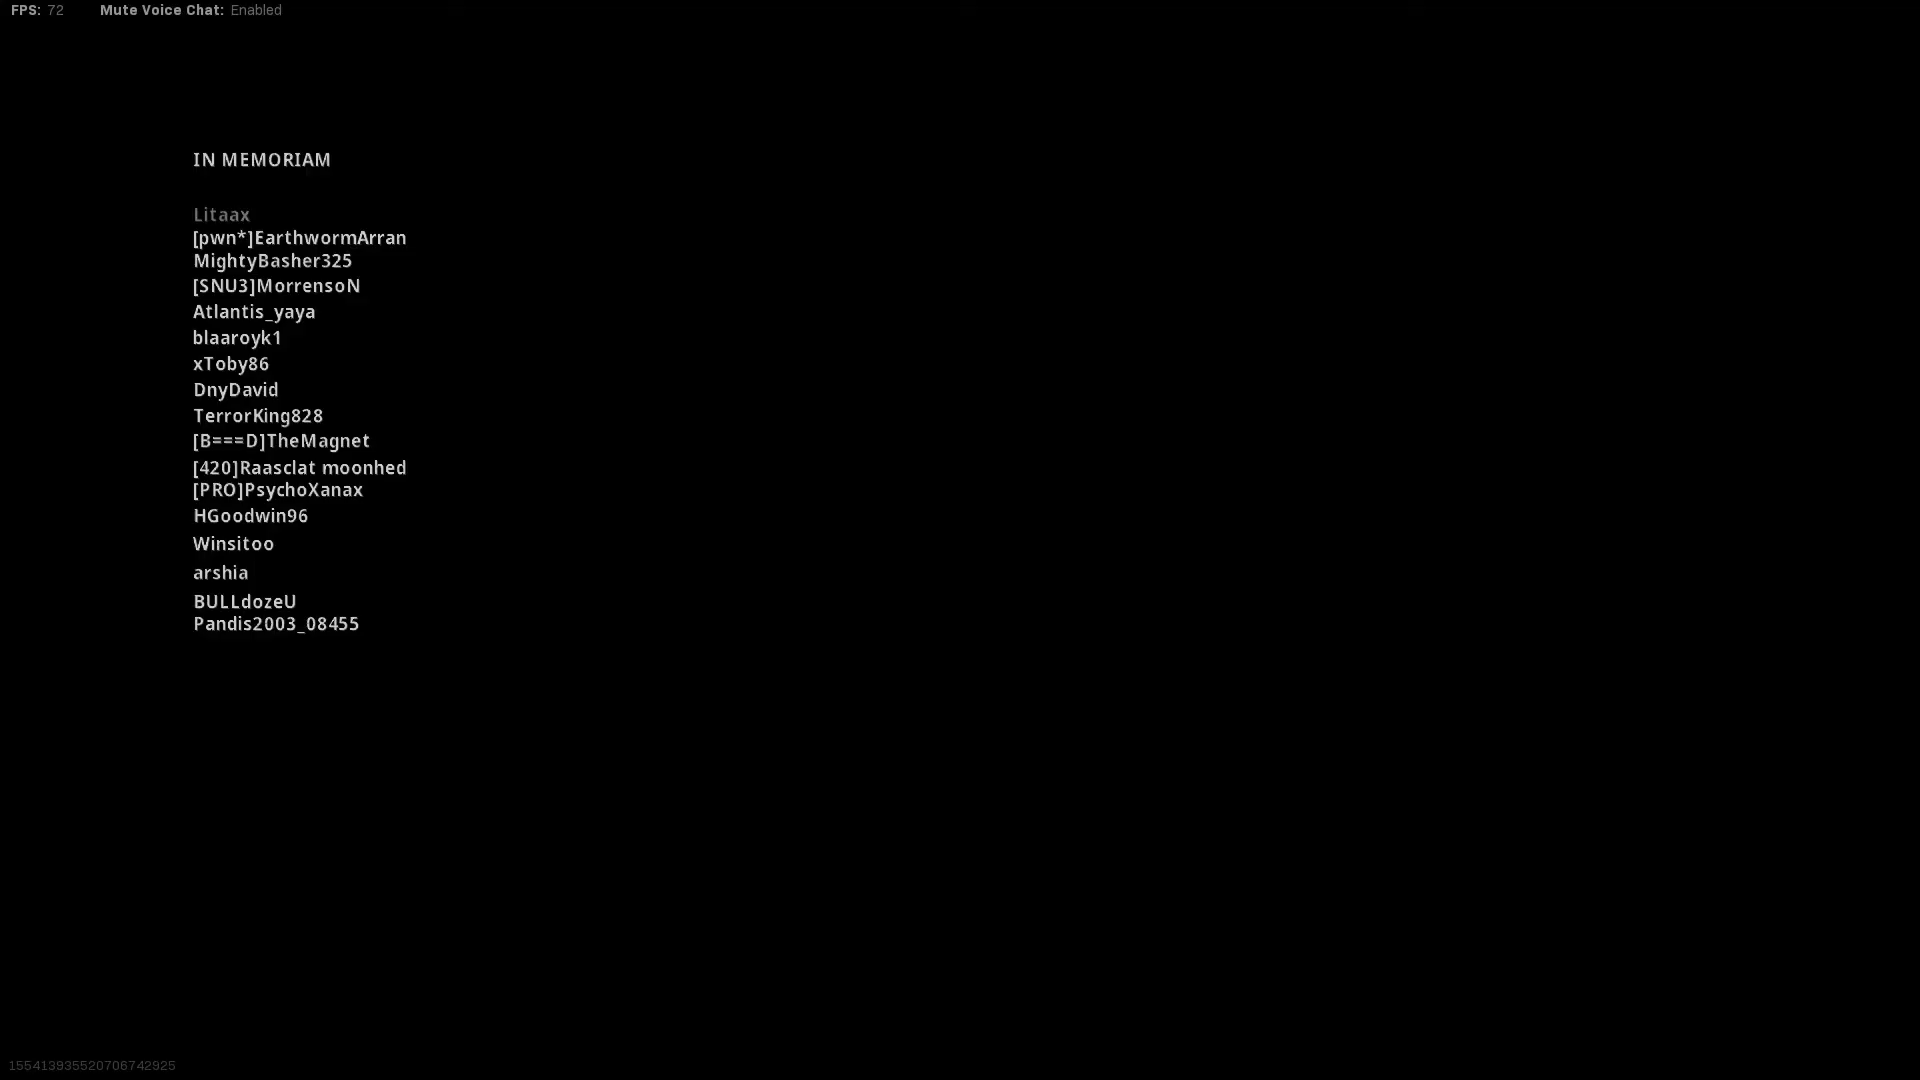 FPS: 72 Mute Voice Chat: Enabled
IN MEMORIAM
Litaax
[pwn*]EarthwormArran
MightyBasher325
[SNU3]MorrensoN
Atlantis_yaya
blaaroyk1
xToby86
DnyDavid
TerrorKing828
[B===D]TheMagnet
[420]Raasclat moonhed
[PRO]PsychoXanax
HGoodwin96
Winsitoo
arshia
BULLdozeU
Pandis2003_08455
155413935520706742925